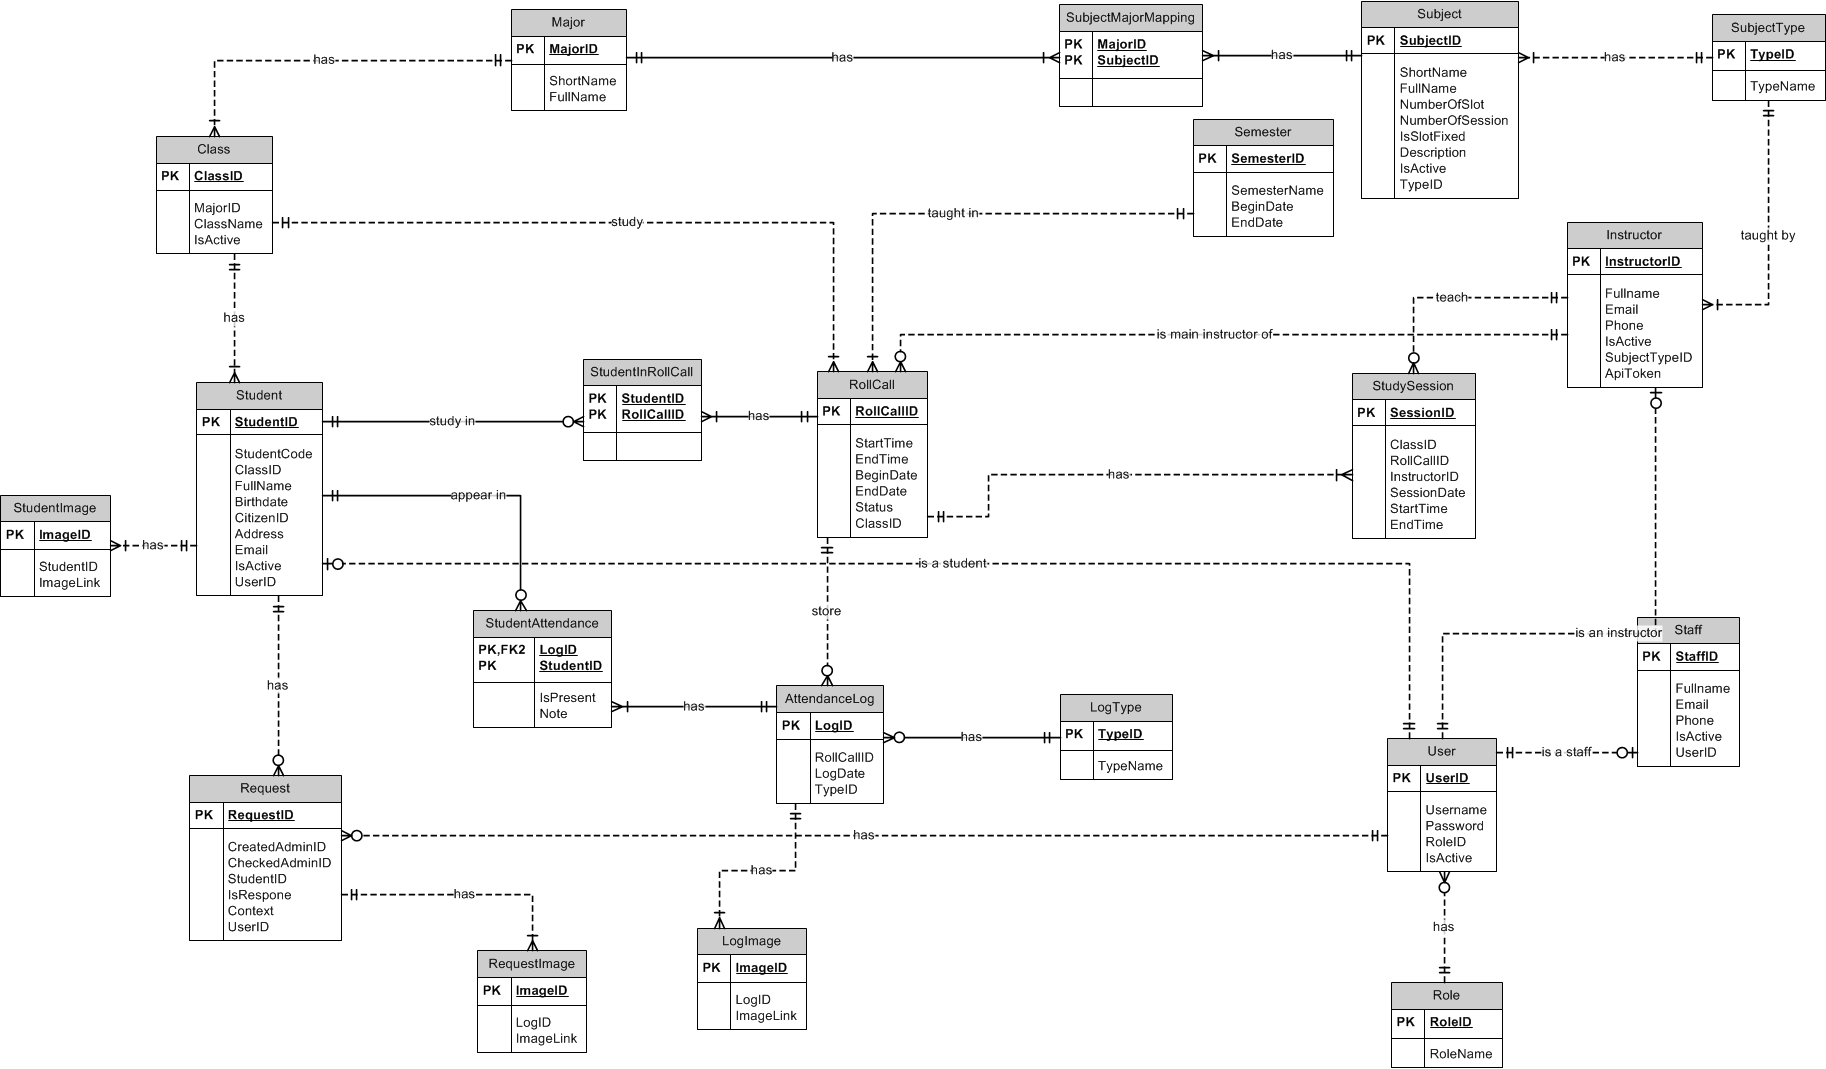 Major
PK MajorID
ShortName
FullName
SubjectMajorMapping
PK MajorID
PK SubjectID
Subject
PK SubjectID
ShortName
FullName
NumberOfSlot
NumberOfSession
IsSlotFixed
Description
IsActive
TypeID
SubjectType
PK TypeID
TypeName
has
has
has
has
Class
PK ClassID
MajorID
ClassName
IsActive
Semester
PK SemesterID
SemesterName
BeginDate
EndDate
study
taught in
taught by
Instructor
PK InstructorID
Fullname
Email
Phone
IsActive
SubjectTypeID
ApiToken
teach
is main instructor of
has
Student
PK StudentID
StudentCode
ClassID
FullName
Birthdate
CitizenID
Address
Email
IsActive
UserID
study in
StudentInRollCall
PK StudentID
PK RollCallID
has
RollCall
PK RollCallID
StartTime
EndTime
BeginDate
EndDate
Status
ClassID
StudySession
PK SessionID
ClassID
RollCallID
InstructorID
SessionDate
StartTime
EndTime
has
appear in
StudentImage
PK ImageID
StudentID
ImageLink
has
is a student
store
StudentAttendance
PK,FK2 LogID
PK StudentID
IsPresent
Note
has
AttendanceLog
PK LogID
RollCallID
LogDate
TypeID
has
LogType
PK TypeID
TypeName
is an instructor
Staff
PK StaffID
Fullname
Email
Phone
IsActive
UserID
is a staff
User
PK UserID
Username
Password
RoleID
IsActive
has
Request
PK RequestID
CreatedAdminID
CheckedAdminID
StudentID
IsRespone
Context
UserID
has
has
has
RequestImage
PK ImageID
LogID
ImageLink
LogImage
PK ImageID
LogID
ImageLink
has
Role
PK RoleID
RoleName